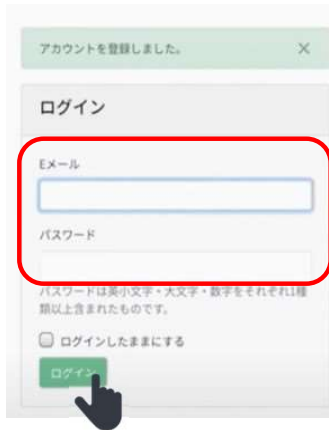 アカウントを登録しました。 ×
ログイン
Eメール
パスワード
パスワードは英小文字・大文字・数字をそれぞれ1種
類以上含まれたものです。
ログインしたままにする
ログイン